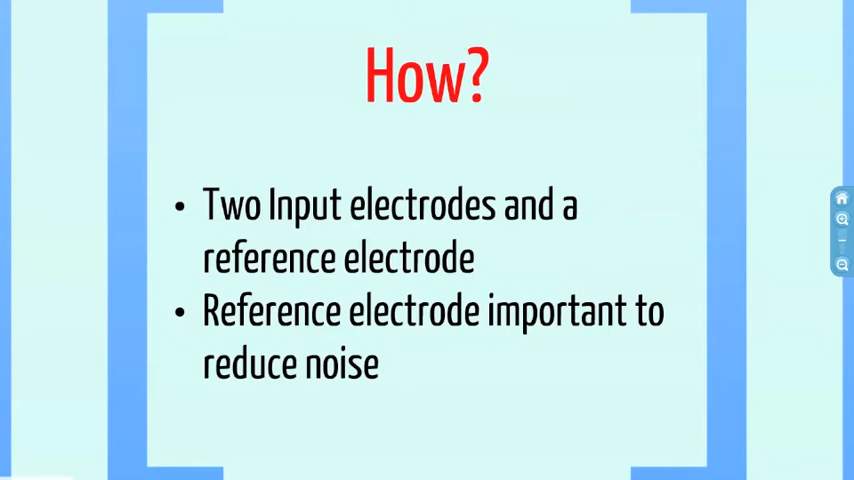 How?
• Two Input electrodes and a
reference electrode
• Reference electrode important to
reduce noise